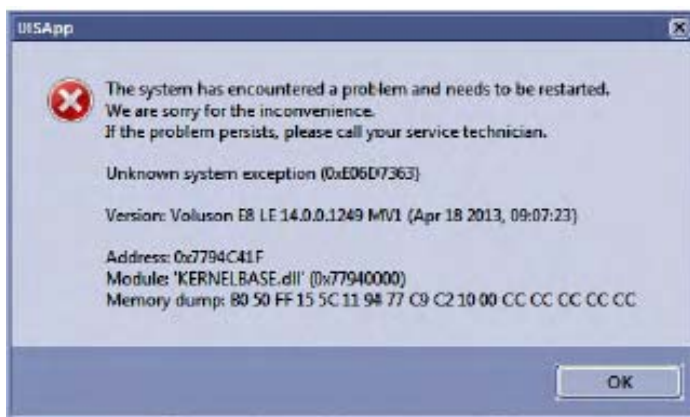 UISApp
The system has encountered a problem and needs to be restarted.
We are sorry for the inconvenience.
If the problem persists, please call your service technician.
Unknown system exception (0xE06D7363)
Version: Voluson E8 LE 14.0.0.1249 MV1 (Apr 18 2013, 09:07:23)
Address: 0x7794C41F
Module: 'KERNELBASE.dll' (0x77940000)
Memory dump: 80 50 FF 15 5C 11 94 77 C9 C2 10 00 CC CC CC CC CC
OK